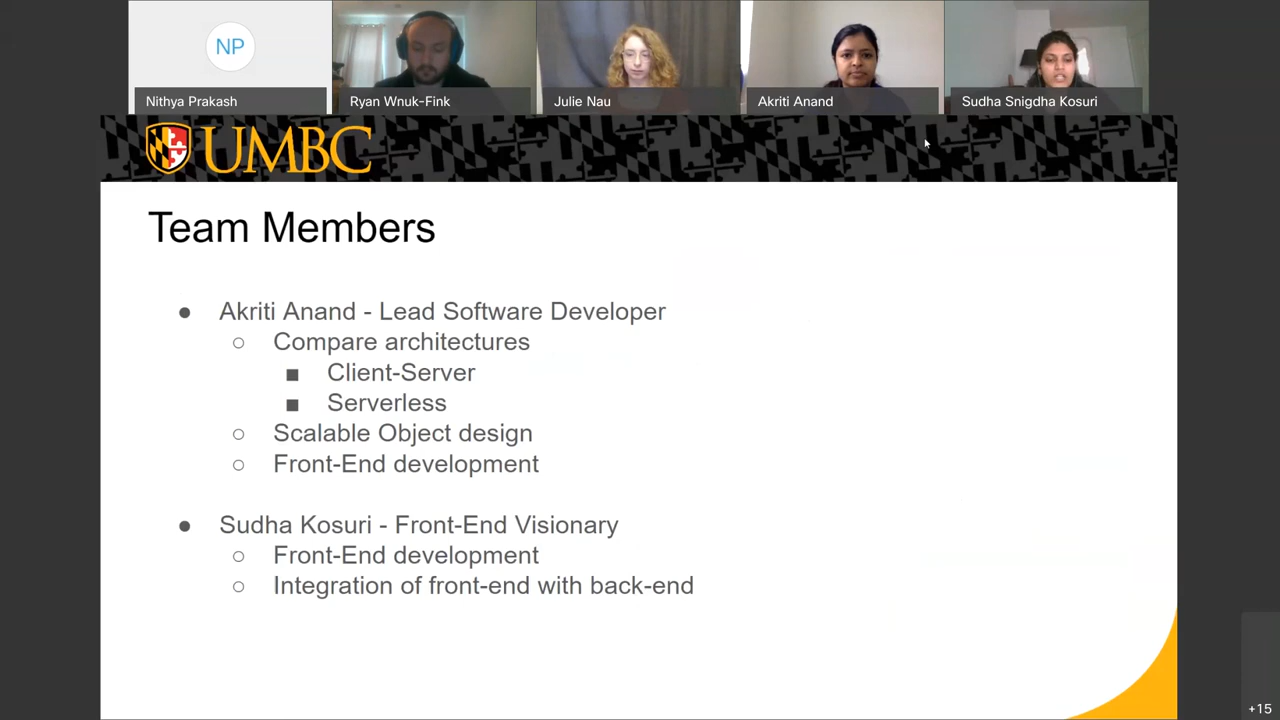 NP
Nithya Prakash
Ryan Wnuk-Fink
Julie Nau
Akriti Anand
Sudha Snigdha Kosuri
UMBC
Team Members
● Akriti Anand - Lead Software Developer
○ Compare architectures
■ Client-Server
■ Serverless
○ Scalable Object design
○ Front-End development
● Sudha Kosuri - Front-End Visionary
○ Front-End development
○ Integration of front-end with back-end
+15